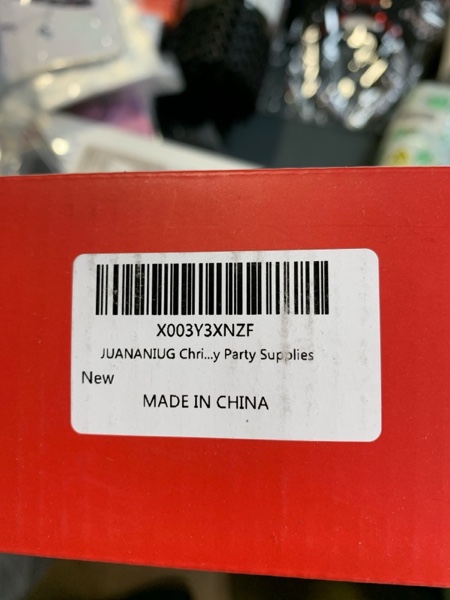 X003Y3XNZF
JUANANIUG Chri...y Party Supplies
New
MADE IN CHINA